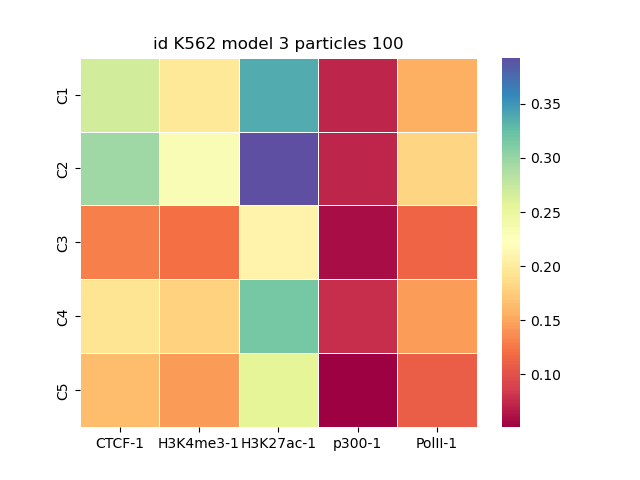 id K562 model 3 particles 100
C1
C2
C3
C4
C5
CTCF-1 H3K4me3-1 H3K27ac-1 p300-1 PolII-1
0.35
0.30
0.25
0.20
0.15
0.10